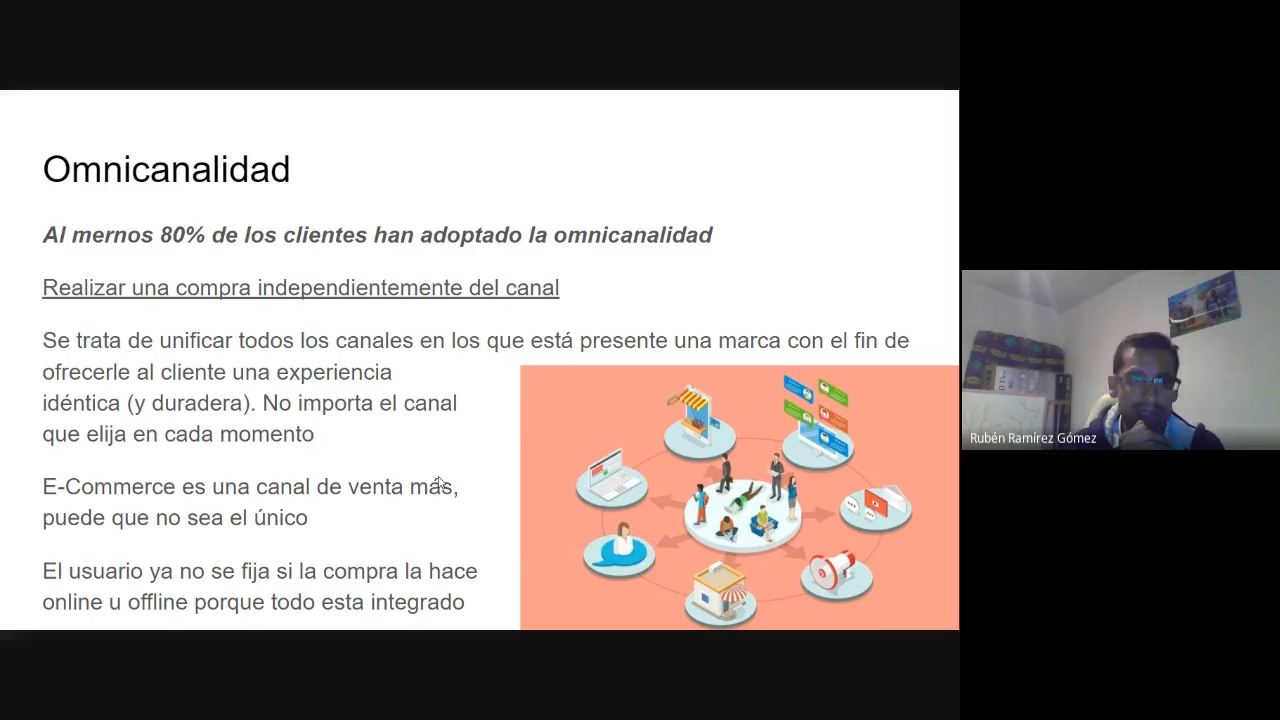 Omnicanalidad
Al mernos 80% de los clientes han adoptado la omnicanalidad
Realizar una compra independientemente del canal
Se trata de unificar todos los canales en los que está presente una marca con el fin de
ofrecerle al cliente una experiencia
idéntica (y duradera). No importa el canal
que elija en cada momento
E-Commerce es una canal de venta más,
puede que no sea el único
El usuario ya no se fija si la compra la hace
online u offline porque todo esta integrado
Rubén Ramírez Gómez